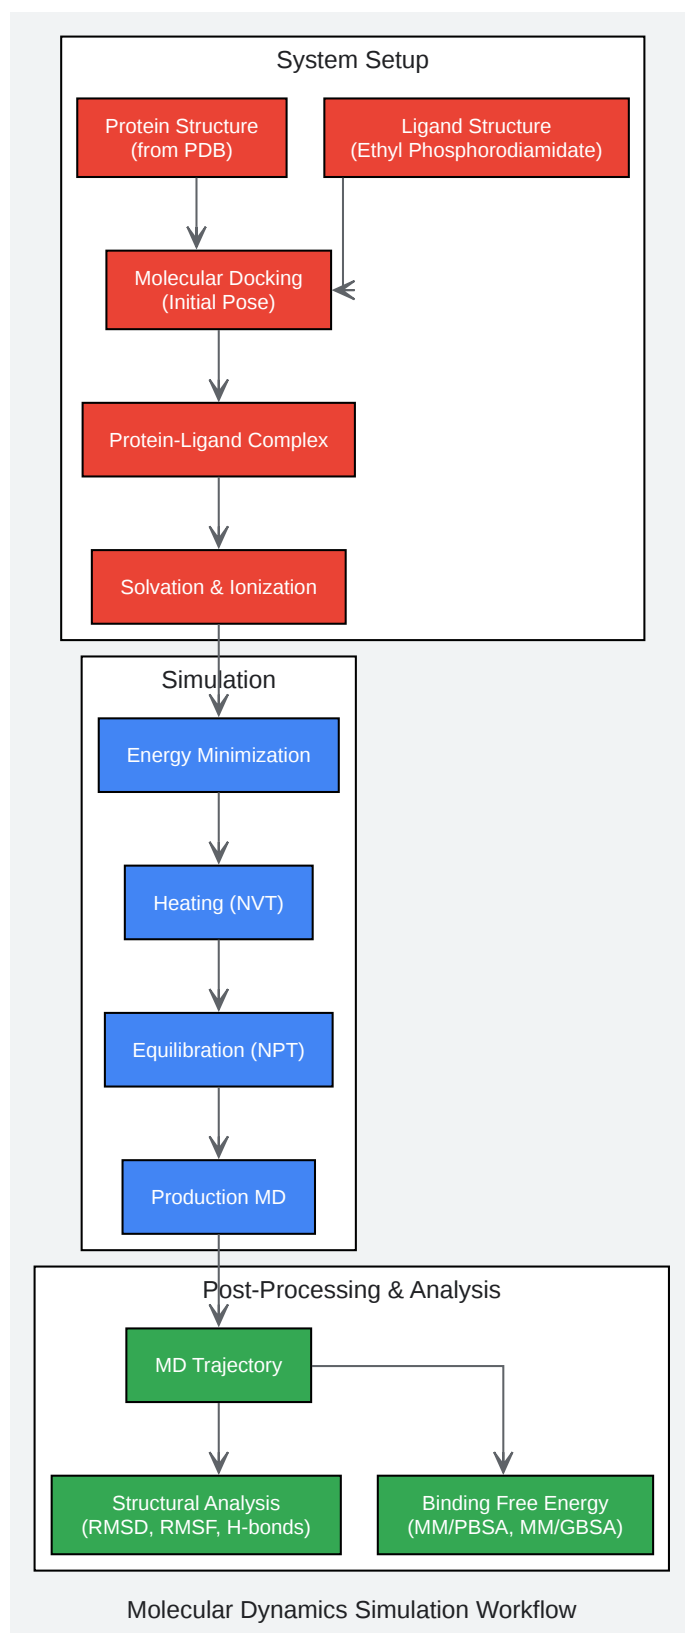 System Setup
Protein Structure
(from PDB)
Ligand Structure
(Ethyl Phosphorodiamidate)
Molecular Docking
(Initial Pose)
Protein-Ligand Complex
Solvation & Ionization
Simulation
Energy Minimization
Heating (NVT)
Equilibration (NPT)
Production MD
Post-Processing & Analysis
MD Trajectory
Structural Analysis
(RMSD, RMSF, H-bonds)
Binding Free Energy
(MM/PBSA, MM/GBSA)
Molecular Dynamics Simulation Workflow